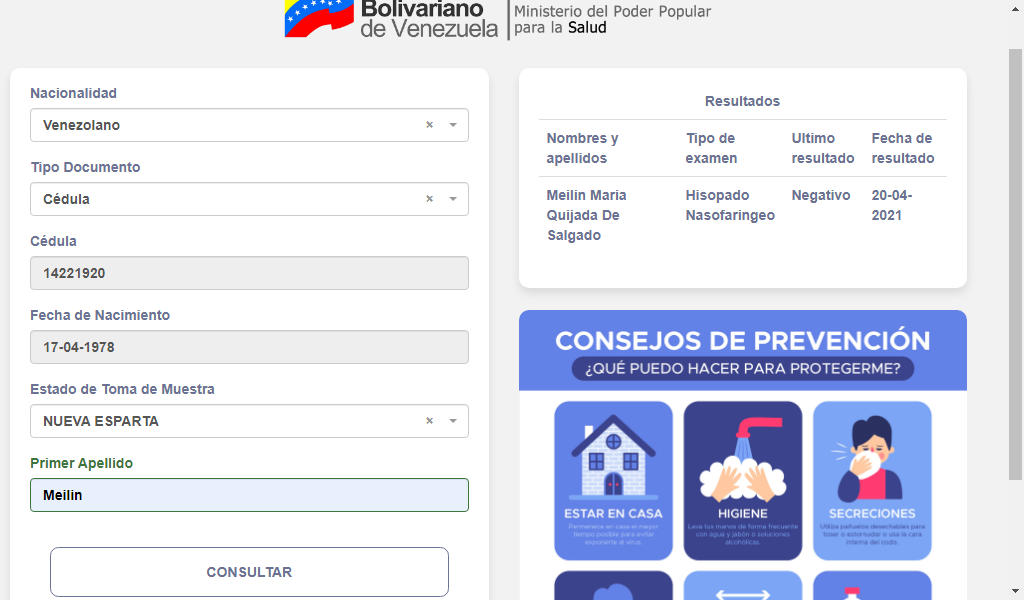 Bolivariano
de Venezuela
Ministerio del Poder Popular
para la Salud
Nacionalidad
Venezolano × 
Tipo Documento
Cédula ×
Cédula
14221920
Fecha de Nacimiento
17-04-1978
Estado de Toma de Muestra
NUEVA ESPARTA ×
Primer Apellido
Meilin
CONSULTAR
Resultados
Nombres y apellidos
Tipo de examen
Ultimo resultado
Fecha de resultado
Meilin Maria
Quijada De
Salgado
Hisopado
Nasofaringeo
Negativo
20-04-
2021
CONSEJOS DE PREVENCIÓN
¿QUÉ PUEDO HACER PARA PROTEGERME?
ESTAR EN CASA
Permanece en casa el mayor
tiempo posible para evitar
exponerte al virus.
HIGIENE
Lava tus manos de forma frecuente
con agua y jabón o soluciones
alcohólicas.
SECRECIONES
Utiliza pañuelos desechables para
toser o estornudar o usa la cara
interna del codo.